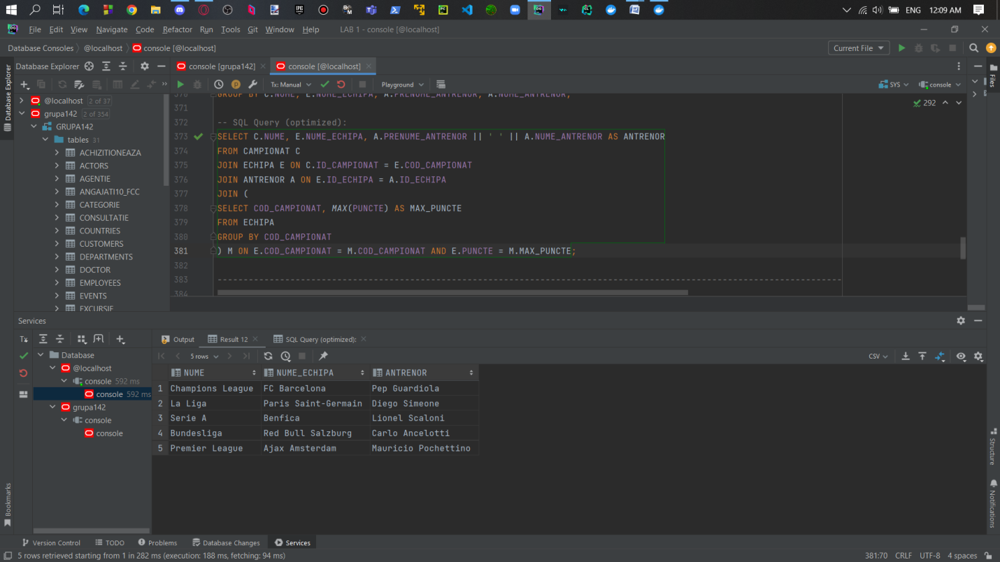 ENG 12:09 AM
File Edit View Navigate Code Refactor Run Tools Git Window Help LAB 1 - console [@localhost]
Database Consoles @localhost console [@localhost] Current File
Database Explorer console [grupa142] console [@localhost]
Tx: Manual Playground SYS console
Database Explorer
Files
@localhost 2 of 37
grupa142 2 of 354
GRUPA142
tables 31
ACHIZITIONEAZA
ACTORS
AGENTIE
ANGAJATI10_FCC
CATEGORIE
CONSULTATIE
COUNTRIES
CUSTOMERS
DEPARTMENTS
DOCTOR
EMPLOYEES
EVENTS
EXCURSIE
292
370 GROUP BY C.NUME, E.NUME_ECHIPA, A.PRENUME_ANTRENOR, A.NUME_ANTRENOR;
371
372 -- SQL Query (optimized):
373 SELECT C.NUME, E.NUME_ECHIPA, A.PRENUME_ANTRENOR || ' ' || A.NUME_ANTRENOR AS ANTRENOR
374 FROM CAMPIONAT C
375 JOIN ECHIPA E ON C.ID_CAMPIONAT = E.COD_CAMPIONAT
376 JOIN ANTRENOR A ON E.ID_ECHIPA = A.ID_ECHIPA
377 JOIN (
378 SELECT COD_CAMPIONAT, MAX(PUNCTE) AS MAX_PUNCTE
379 FROM ECHIPA
380 GROUP BY COD_CAMPIONAT
381 ) M ON E.COD_CAMPIONAT = M.COD_CAMPIONAT AND E.PUNCTE = M.MAX_PUNCTE;
382
383 ------------------------------------------------------------------------------------------------------------------------
384
Services
Tx
Output Result 12 SQL Query (optimized):
5 rows CSV
Database
@localhost
console 592 ms
console 592 ms
grupa142
console
console
NUME NUME_ECHIPA ANTRENOR
1 Champions League FC Barcelona Pep Guardiola
2 La Liga Paris Saint-Germain Diego Simeone
3 Serie A Benfica Lionel Scaloni
4 Bundesliga Red Bull Salzburg Carlo Ancelotti
5 Premier League Ajax Amsterdam Mauricio Pochettino
Bookmarks
Structure
Notifications
Version Control TODO Problems Database Changes Services
5 rows retrieved starting from 1 in 282 ms (execution: 188 ms, fetching: 94 ms) 381:70 CRLF UTF-8 4 spaces